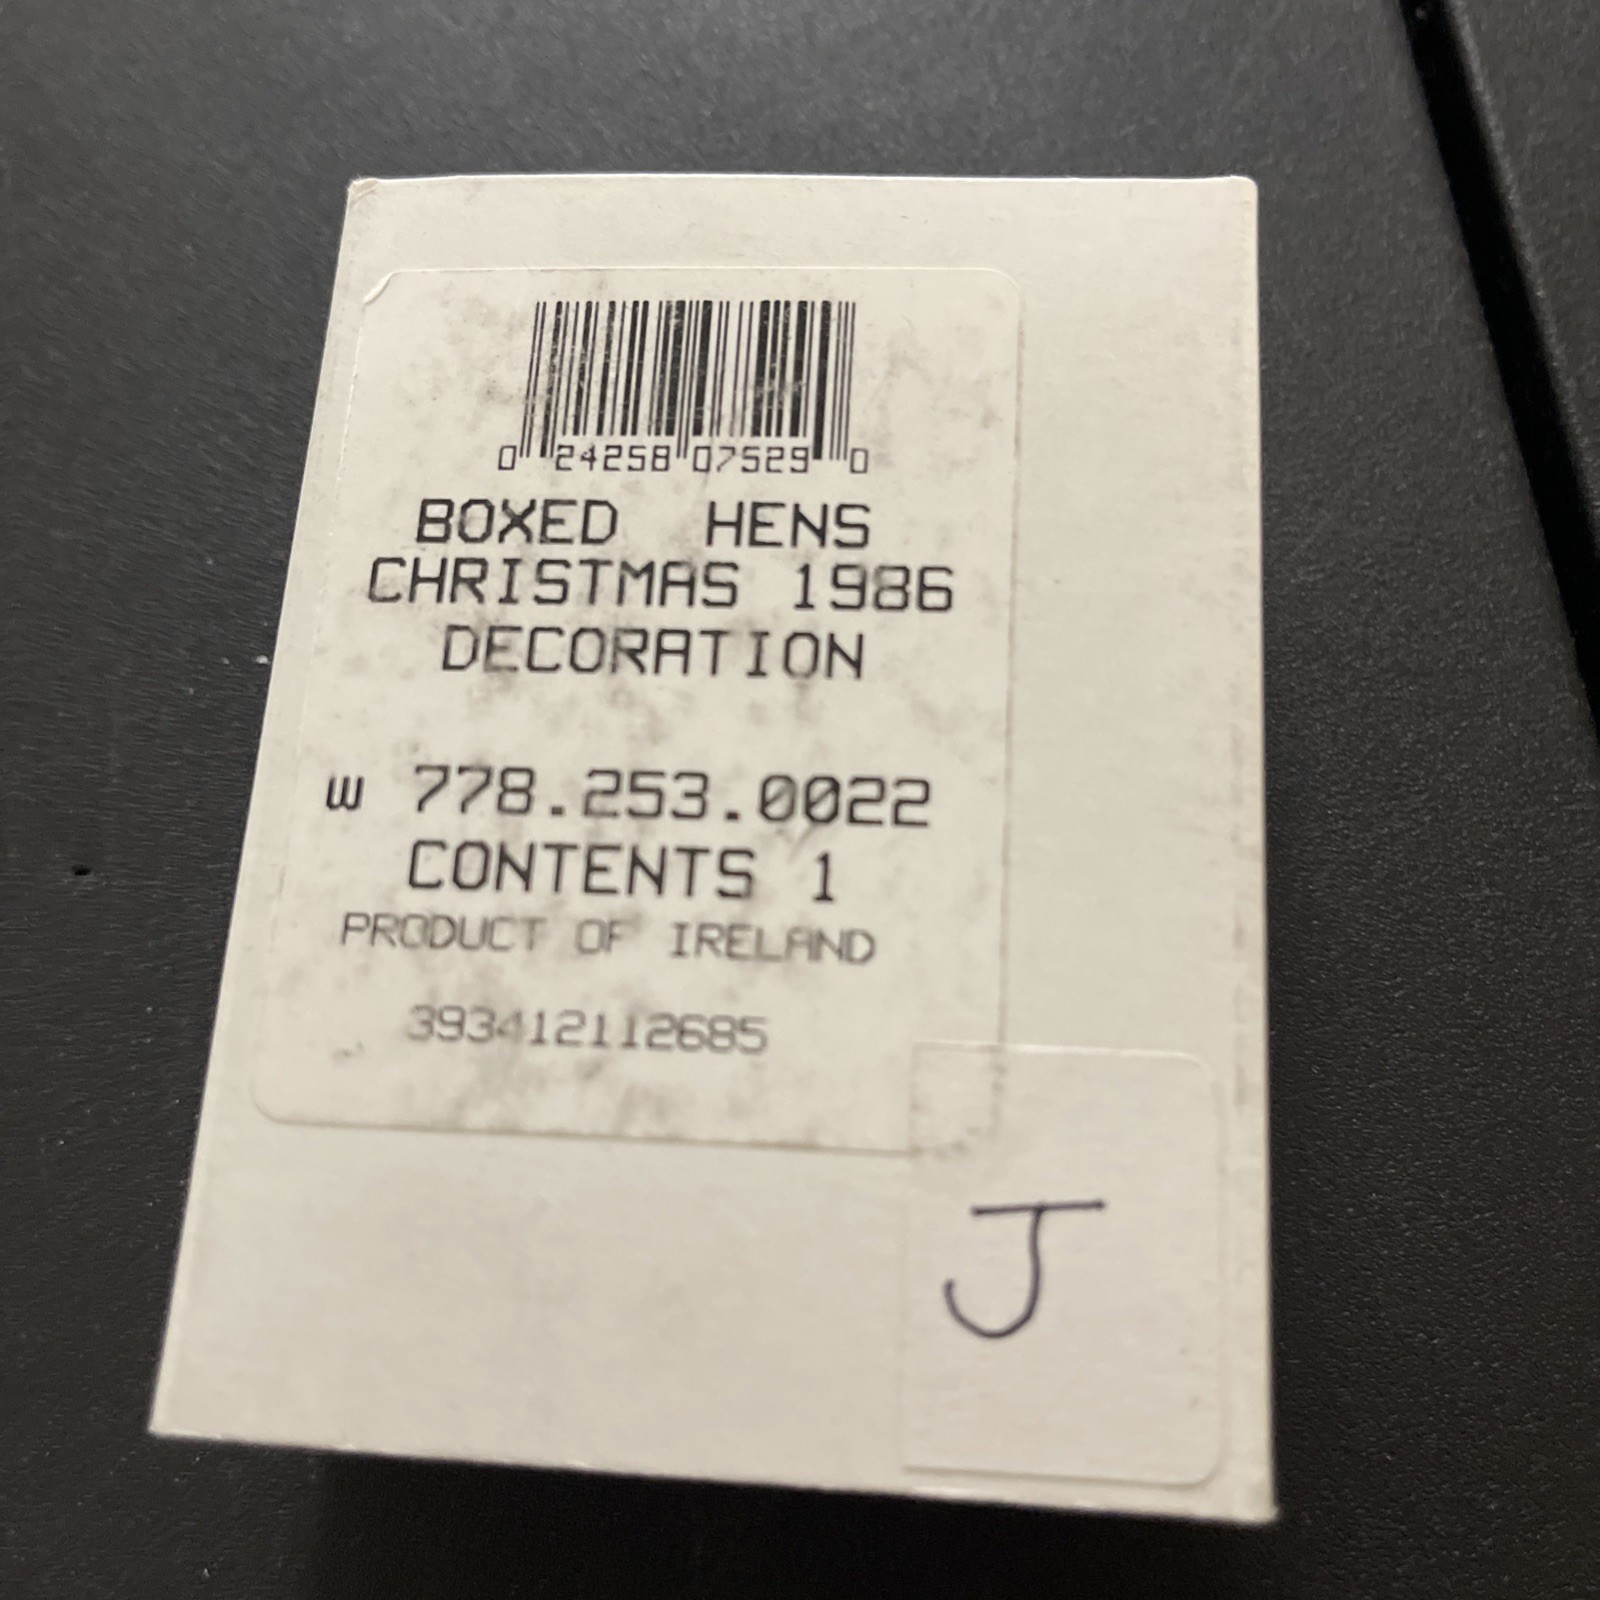 0 24258 07529 0
BOXED HENS
CHRISTMAS 1986
DECORATION
W 778.253.0022
CONTENTS 1
PRODUCT OF IRELAND
393412112685
J